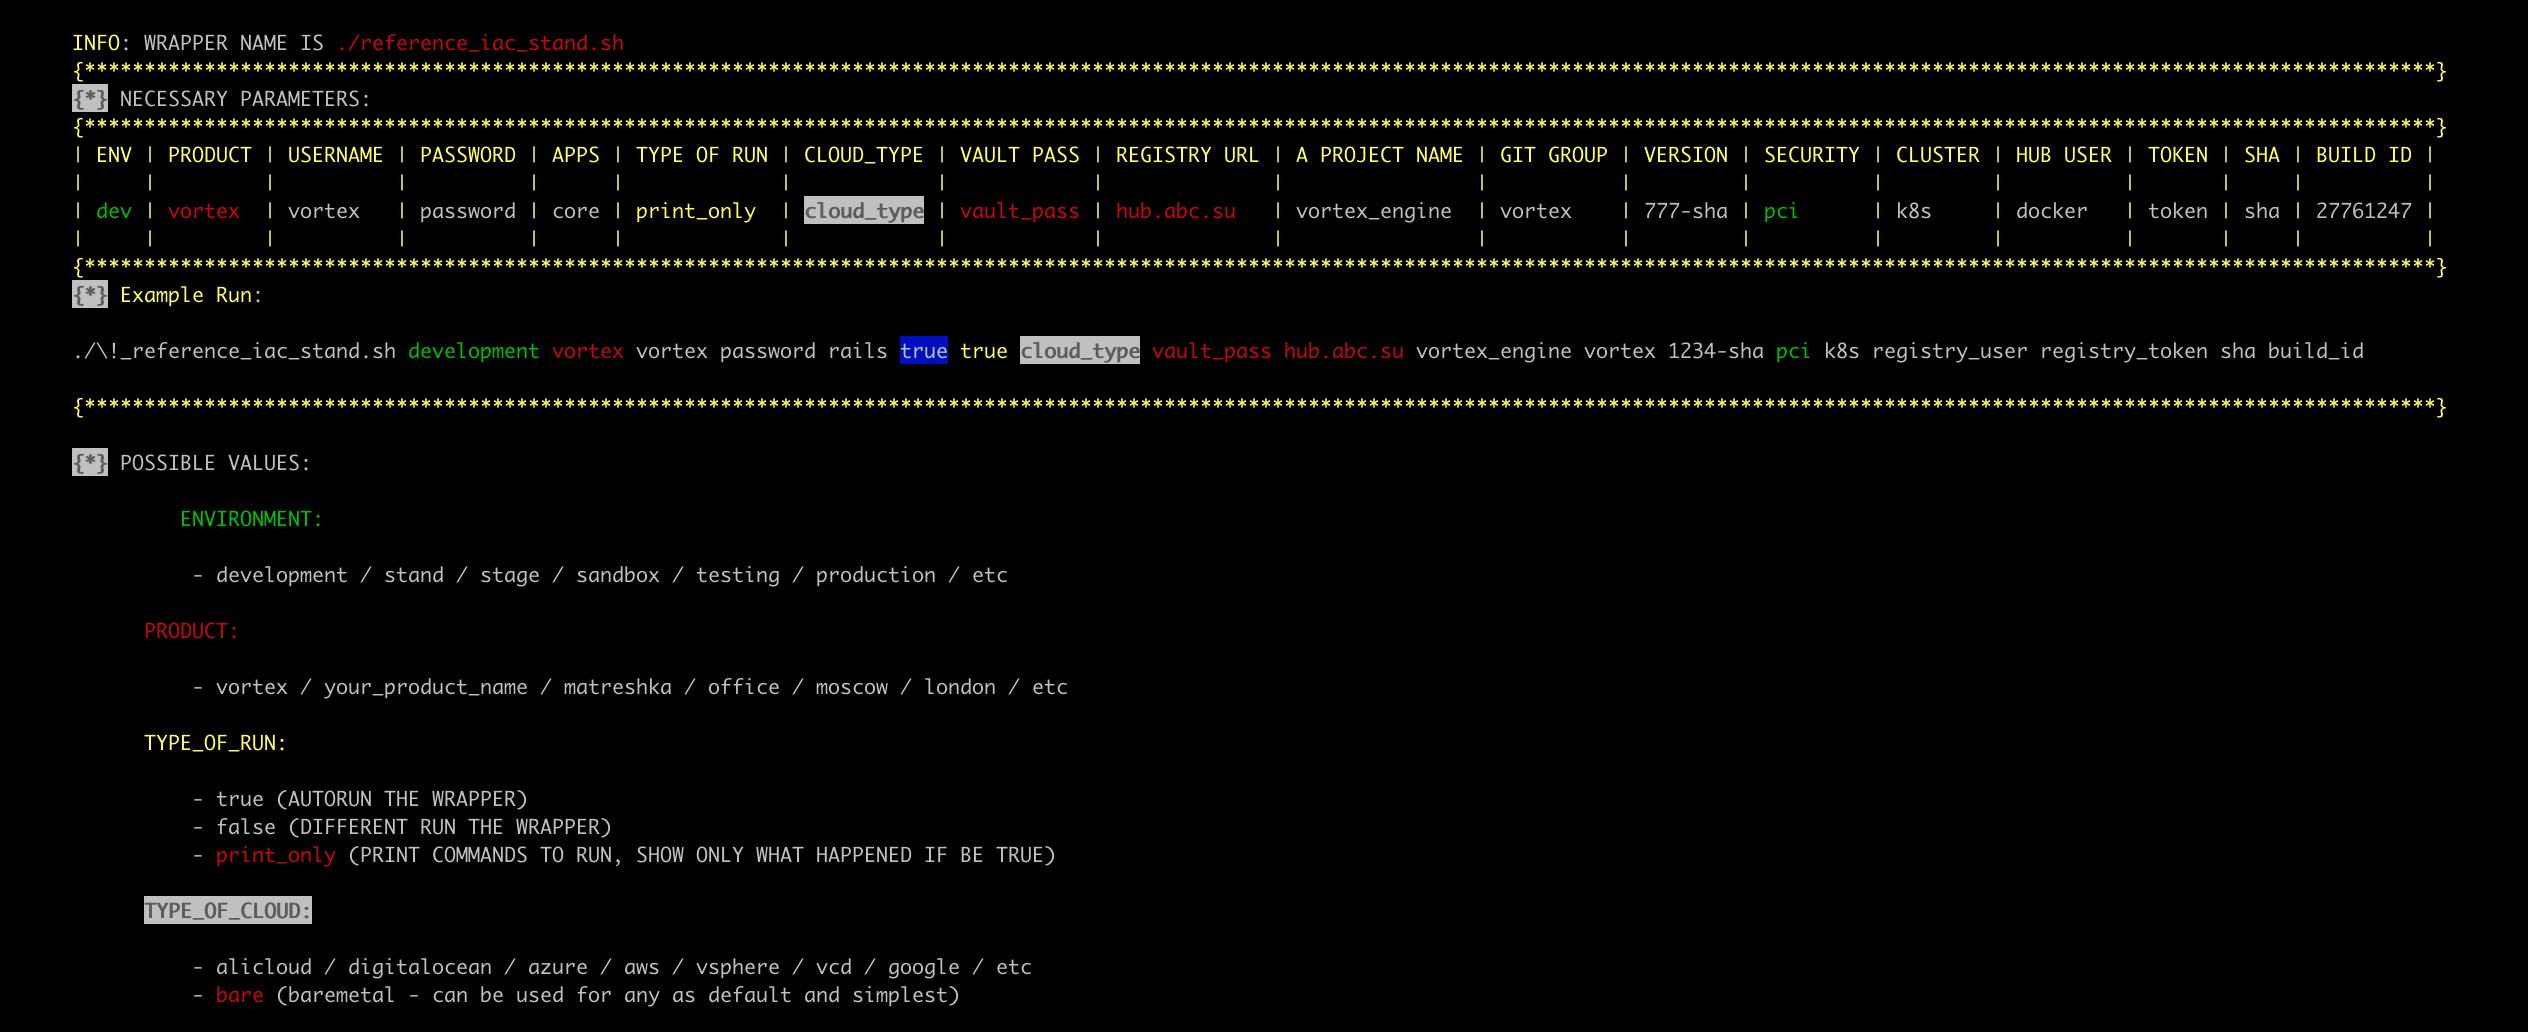 INFO: WRAPPER NAME IS ./reference_iac_stand.sh
{****************************************************************************************************************************************************************************************************}
{*} NECESSARY PARAMETERS:
{****************************************************************************************************************************************************************************************************}
| ENV | PRODUCT | USERNAME | PASSWORD | APPS | TYPE OF RUN | CLOUD_TYPE | VAULT PASS | REGISTRY URL | A PROJECT NAME | GIT GROUP | VERSION | SECURITY | CLUSTER | HUB USER | TOKEN | SHA | BUILD ID |
|     |         |          |          |      |             |            |            |              |                |           |         |          |         |          |       |     |          |
| dev | vortex  | vortex   | password | core | print_only  | cloud_type | vault_pass | hub.abc.su   | vortex_engine  | vortex    | 777-sha | pci      | k8s     | docker   | token | sha | 27761247 |
|     |         |          |          |      |             |            |            |              |                |           |         |          |         |          |       |     |          |
{****************************************************************************************************************************************************************************************************}
{*} Example Run:
./\!_reference_iac_stand.sh development vortex vortex password rails true true cloud_type vault_pass hub.abc.su vortex_engine vortex 1234-sha pci k8s registry_user registry_token sha build_id
{****************************************************************************************************************************************************************************************************}
{*} POSSIBLE VALUES:
ENVIRONMENT:
- development / stand / stage / sandbox / testing / production / etc
PRODUCT:
- vortex / your_product_name / matreshka / office / moscow / london / etc
TYPE_OF_RUN:
- true (AUTORUN THE WRAPPER)
- false (DIFFERENT RUN THE WRAPPER)
- print_only (PRINT COMMANDS TO RUN, SHOW ONLY WHAT HAPPENED IF BE TRUE)
TYPE_OF_CLOUD:
- alicloud / digitalocean / azure / aws / vsphere / vcd / google / etc
- bare (baremetal - can be used for any as default and simplest)